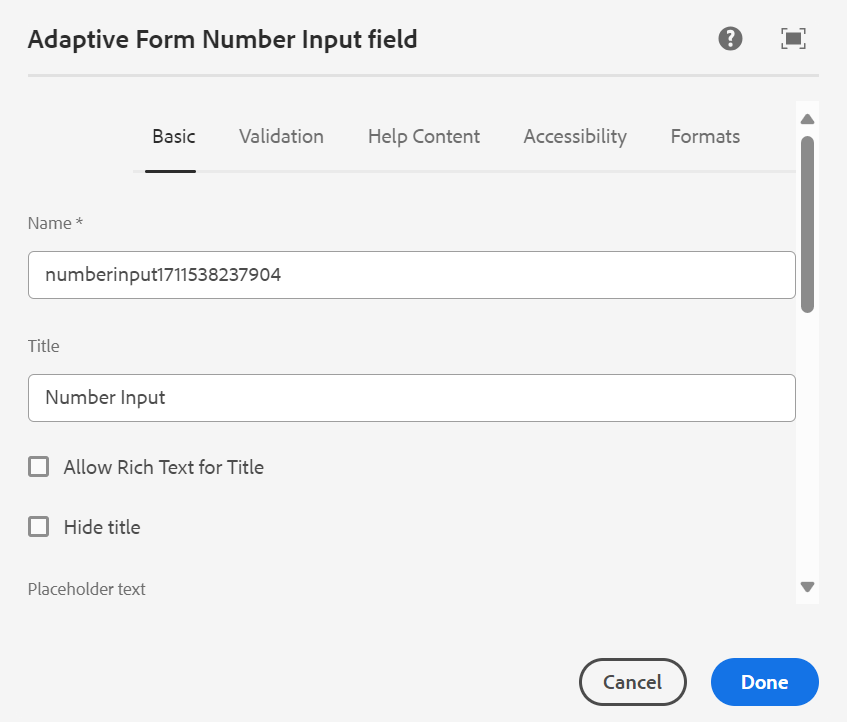 Adaptive Form Number Input field
Basic Validation Help Content Accessibility Formats
Name *
numberinput1711538237904
Title
Number Input
Allow Rich Text for Title
Hide title
Placeholder text
Cancel Done